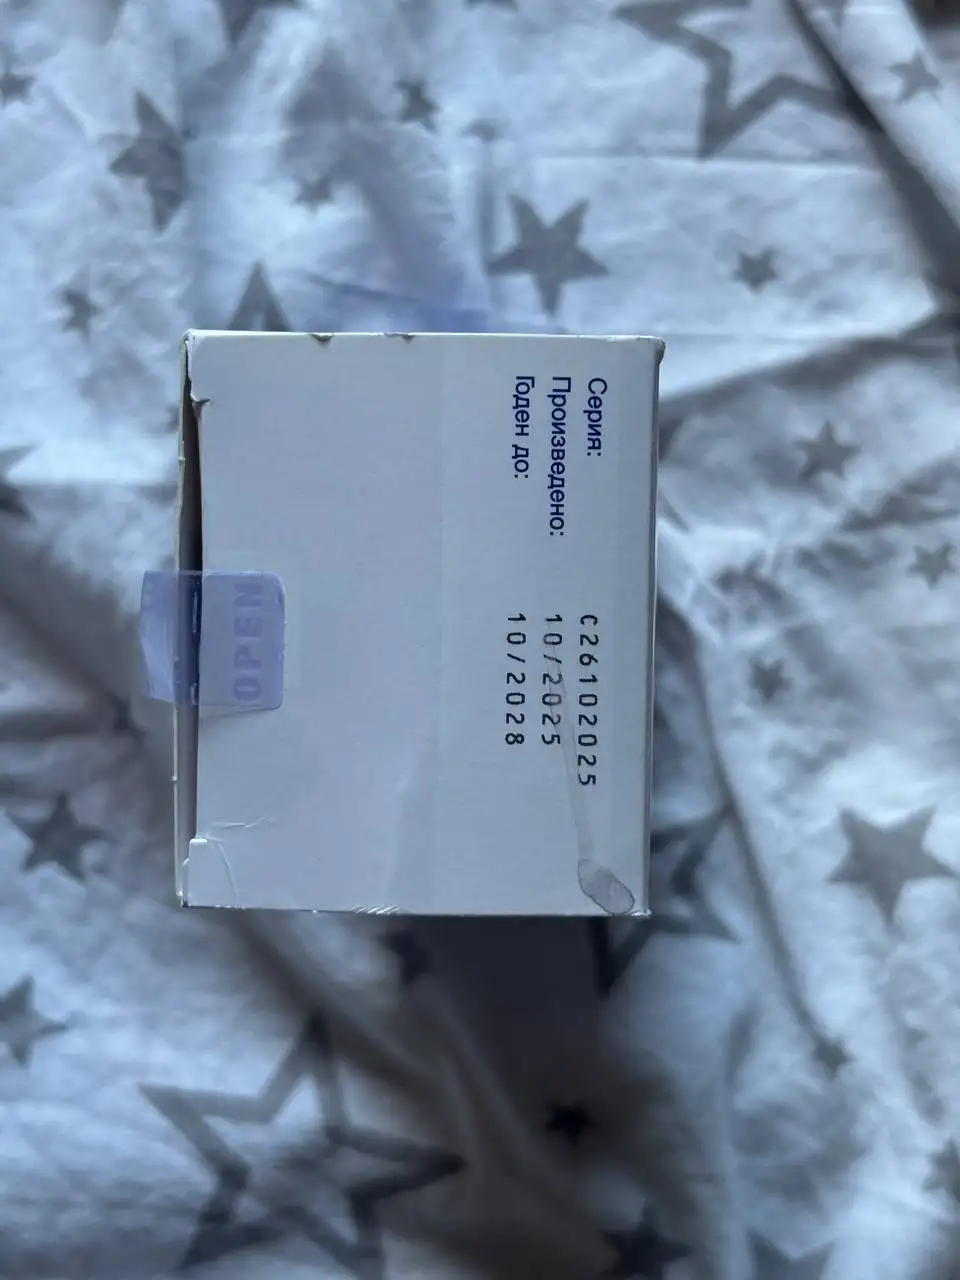 Серия: C26102025
Произведено: 10/2025
Годен до: 10/2028
OPEN